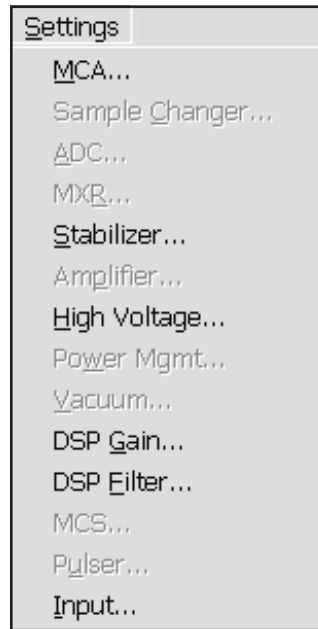 Settings
MCA...
Sample Changer...
ADC...
MXR...
Stabilizer...
Amplifier...
High Voltage...
Power Mgmt...
Vacuum...
DSP Gain...
DSP Filter...
MCS...
Pulser...
Input...